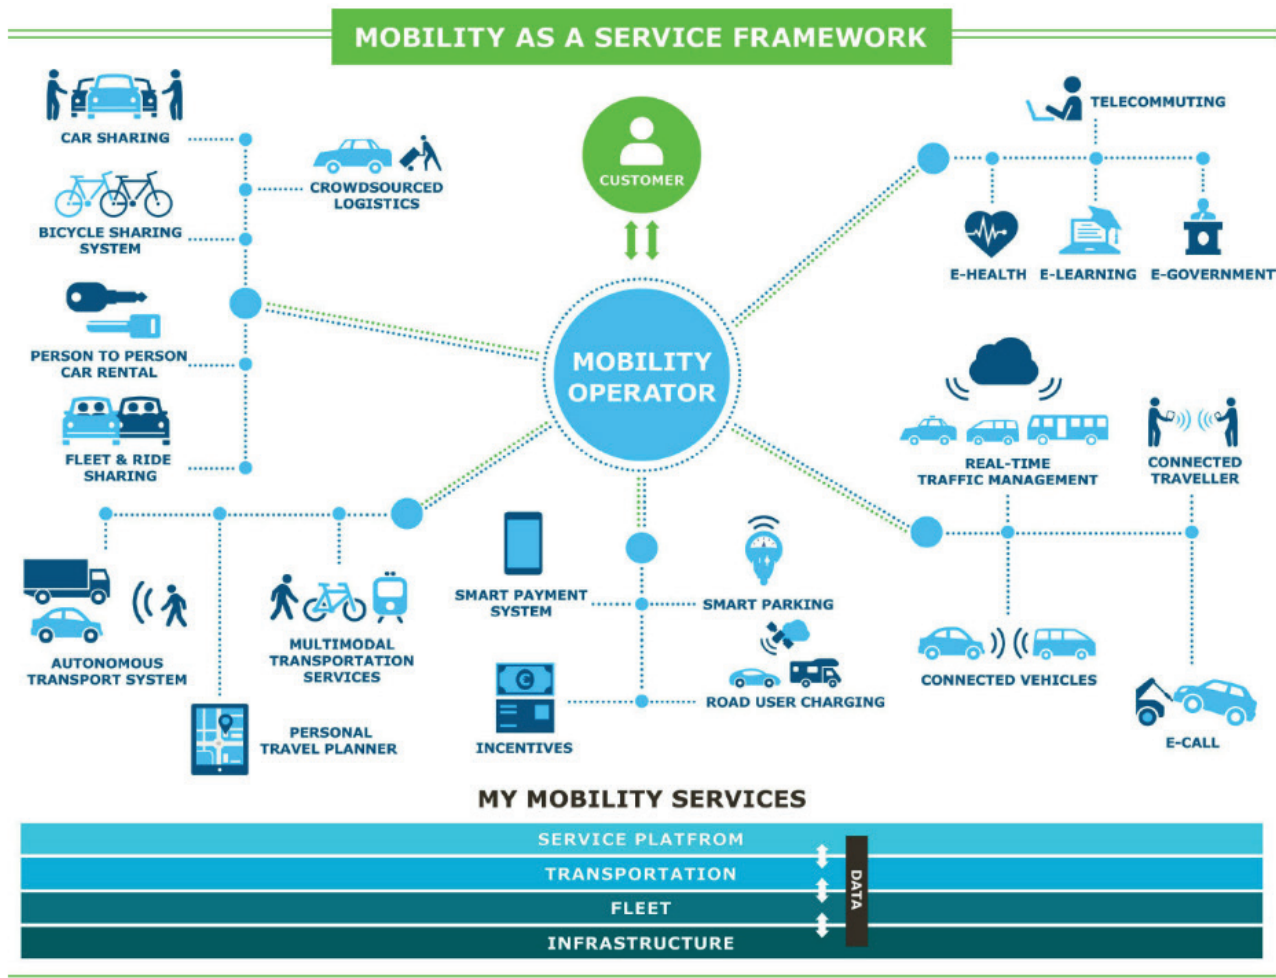 MOBILITY AS A SERVICE FRAMEWORK
CAR SHARING
CROWDSOURCED
LOGISTICS
BICYCLE SHARING
SYSTEM
PERSON TO PERSON
CAR RENTAL
FLEET & RIDE
SHARING
CUSTOMER
MOBILITY
OPERATOR
TELECOMMUTING
E-HEALTH
E-LEARNING
E-GOVERNMENT
REAL-TIME
TRAFFIC MANAGEMENT
CONNECTED
TRAVELLER
CONNECTED VEHICLES
E-CALL
AUTONOMOUS
TRANSPORT SYSTEM
MULTIMODAL
TRANSPORTATION
SERVICES
PERSONAL
TRAVEL PLANNER
SMART PAYMENT
SYSTEM
SMART PARKING
INCENTIVES
ROAD USER CHARGING
MY MOBILITY SERVICES
SERVICE PLATFROM
TRANSPORTATION
FLEET
INFRASTRUCTURE
DATA